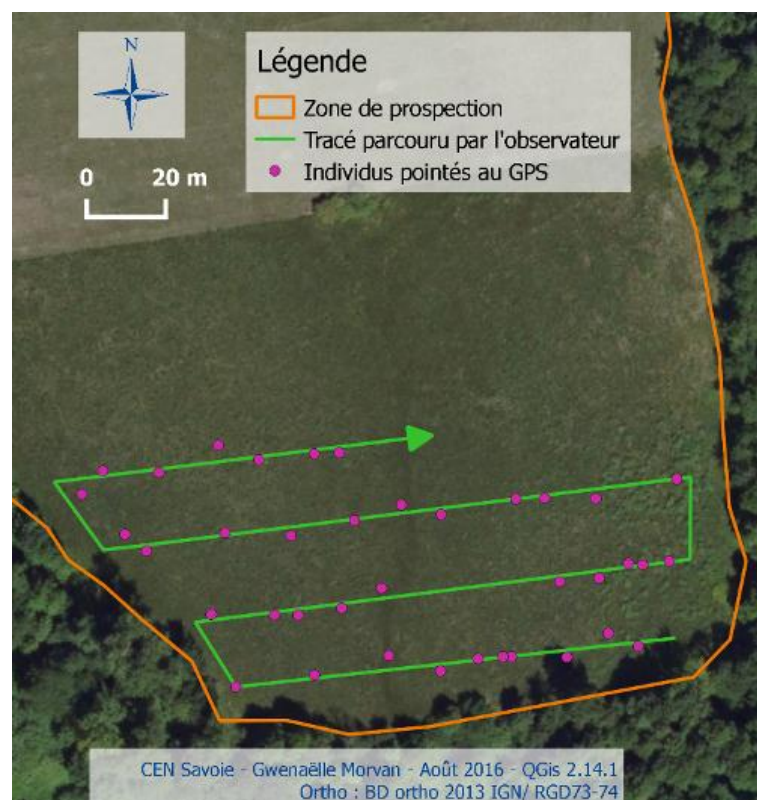 N
Légende
Zone de prospection
Tracé parcouru par l'observateur
Individus pointés au GPS
0 20 m
CEN Savoie - Gwenaëlle Morvan - Août 2016 - QGis 2.14.1
Ortho : BD ortho 2013 IGN/ RGD73-74